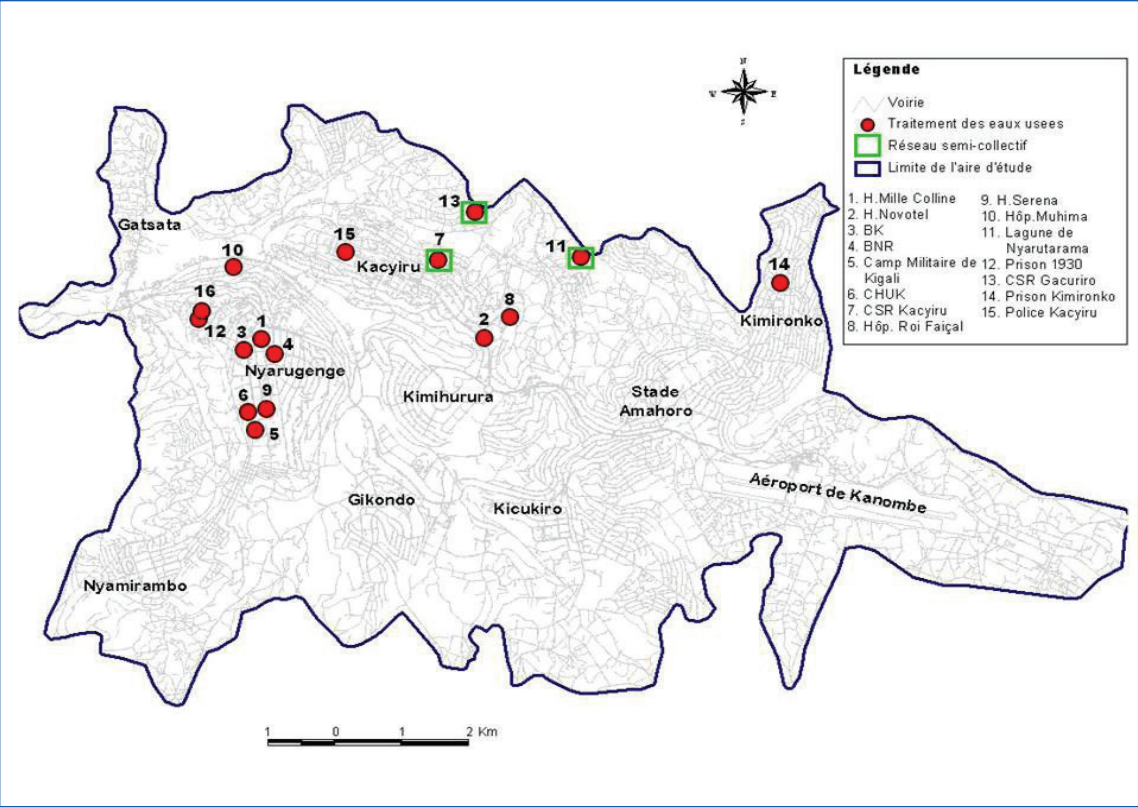 N
W E
S
Légende
Voirie
Traitement des eaux usees
Réseau semi-collectif
Limite de l'aire d'étude
1. H.Mille Colline
2. H.Novotel
3. BK
4. BNR
5. Camp Militaire de
Kigali
6. CHUK
7. CSR Kacyiru
8. Hôp. Roi Faiçal
9. H.Serena
10. Hôp.Muhima
11. Lagune de
Nyarutarama
12. Prison 1930
13. CSR Gacuriro
14. Prison Kimironko
15. Police Kacyiru
13
Gatsata
15
7
11
10
Kacyiru
14
16
8
12
1
2
Kimironko
3
4
Nyarugenge
6
9
Kimihurura
Stade
Amahoro
5
Gikondo
Kicukiro
Aéroport de Kanombe
Nyamirambo
1 0 1 2 Km